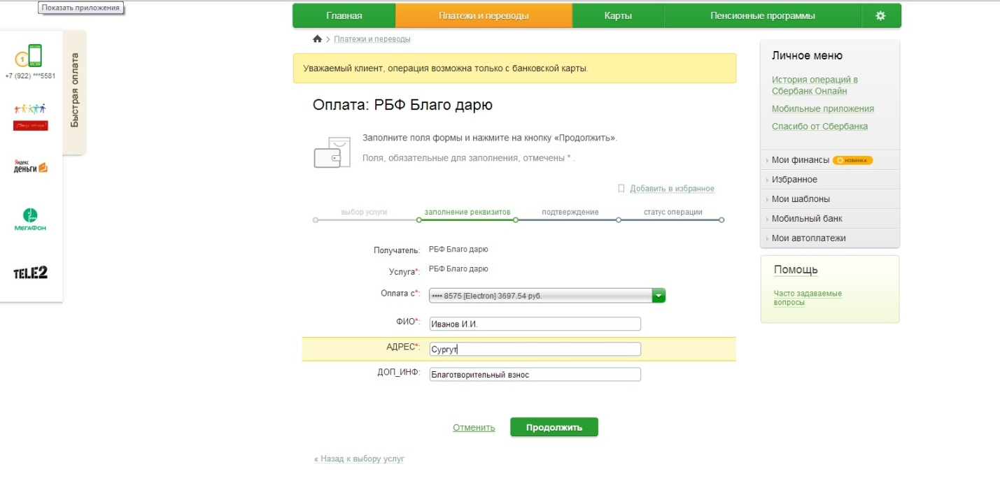 Показать приложения
Главная
Платежи и переводы
Карты
Пенсионные программы
Платежи и переводы
1
+7 (922) ***5581
Быстрая оплата
Яндекс
деньги
МЕГАФОН
TELE2
Уважаемый клиент, операция возможна только с банковской карты.
Оплата: РБФ Благо дарю
Заполните поля формы и нажмите на кнопку «Продолжить».
Поля, обязательные для заполнения, отмечены * .
Добавить в избранное
выбор услуги
заполнение реквизитов
подтверждение
статус операции
Получатель: РБФ Благо дарю
Услуга*: РБФ Благо дарю
Оплата с*: •••• 8575 [Electron] 3697.54 руб.
ФИО*: Иванов И.И.
АДРЕС*: Сургут
ДОП_ИНФ: Благотворительный взнос
Отменить
Продолжить
« Назад к выбору услуг
Личное меню
История операций в
Сбербанк Онлайн
Мобильные приложения
Спасибо от Сбербанка
Мои финансы НОВИНКА
Избранное
Мои шаблоны
Мобильный банк
Мои автоплатежи
Помощь
Часто задаваемые
вопросы